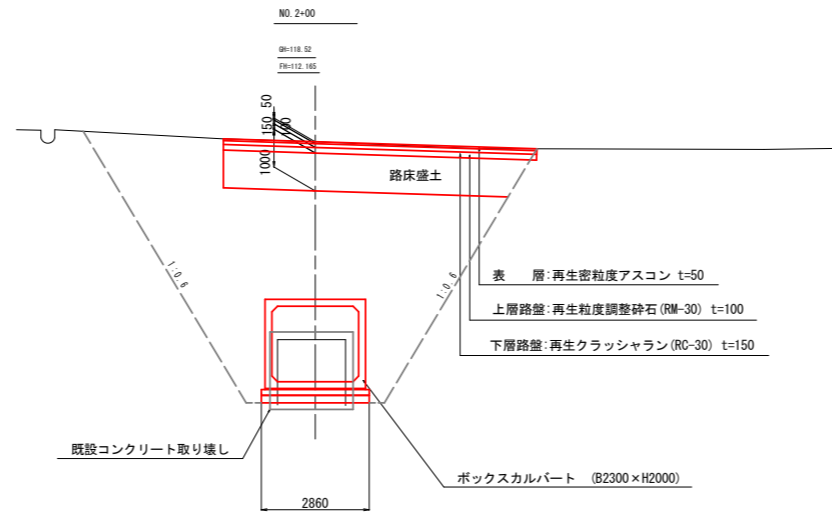 NO. 2+00
GH=118.52
FH=112.165
50
100
150
1000
路床盛土
1:0.6
1:0.6
表　　層:再生密粒度アスコン t=50
上層路盤:再生粒度調整砕石(RM-30) t=100
下層路盤:再生クラッシャラン(RC-30) t=150
既設コンクリート取り壊し
ボックスカルバート (B2300×H2000)
2860